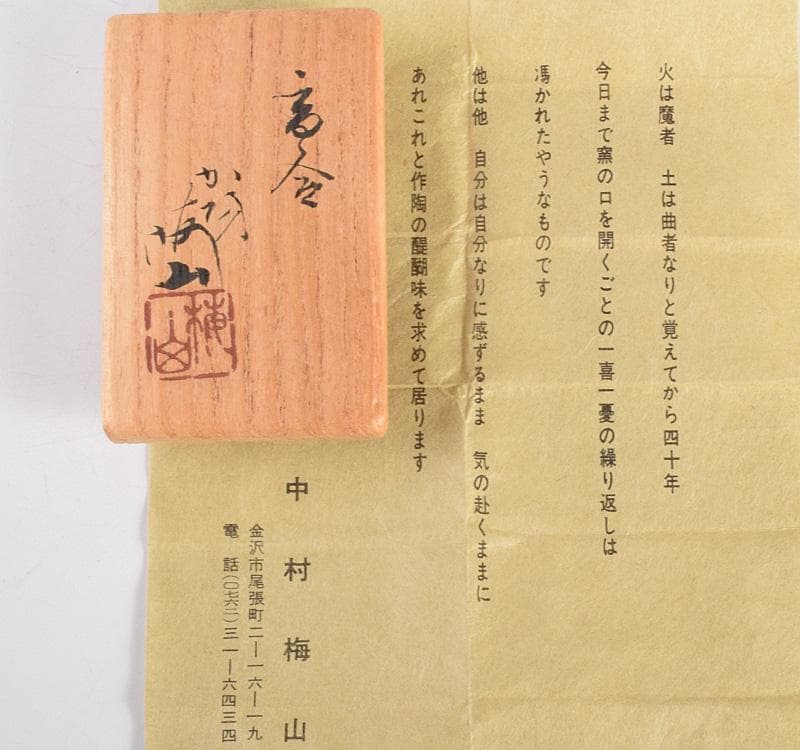 火は魔者　土は曲者なりと覚えてから四十年
今日まで窯の口を開くごとの一喜一憂の繰り返しは
馮かれたやうなものです
他は他　自分は自分なりに感ずるまま　気の赴くままに
あれこれと作陶の醍醐味を求めて居ります
中村梅山
金沢市尾張町二―一六―一九
電　話(〇七六二)三一―六四三四
香合
梅山
梅山